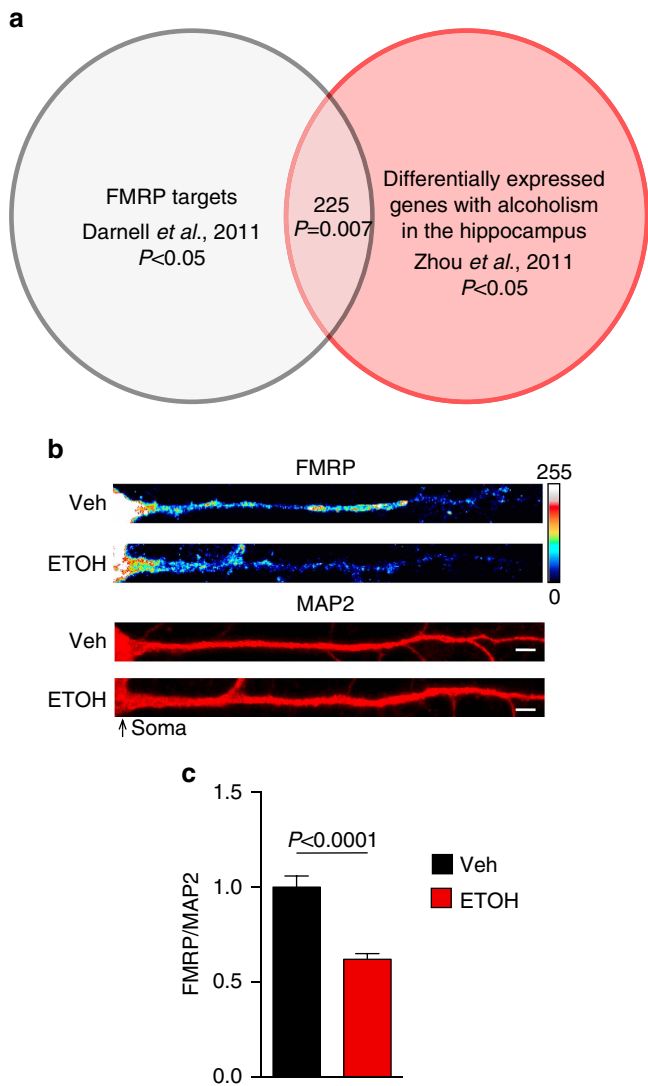 a
FMRP targets
Darnell et al., 2011
P<0.05
225
P=0.007
Differentially expressed
genes with alcoholism
in the hippocampus
Zhou et al., 2011
P<0.05
b
FMRP
255
Veh
ETOH
0
MAP2
Veh
ETOH
↑ Soma
c
1.5
1.0
0.5
0.0
FMRP/MAP2
P<0.0001
Veh
ETOH